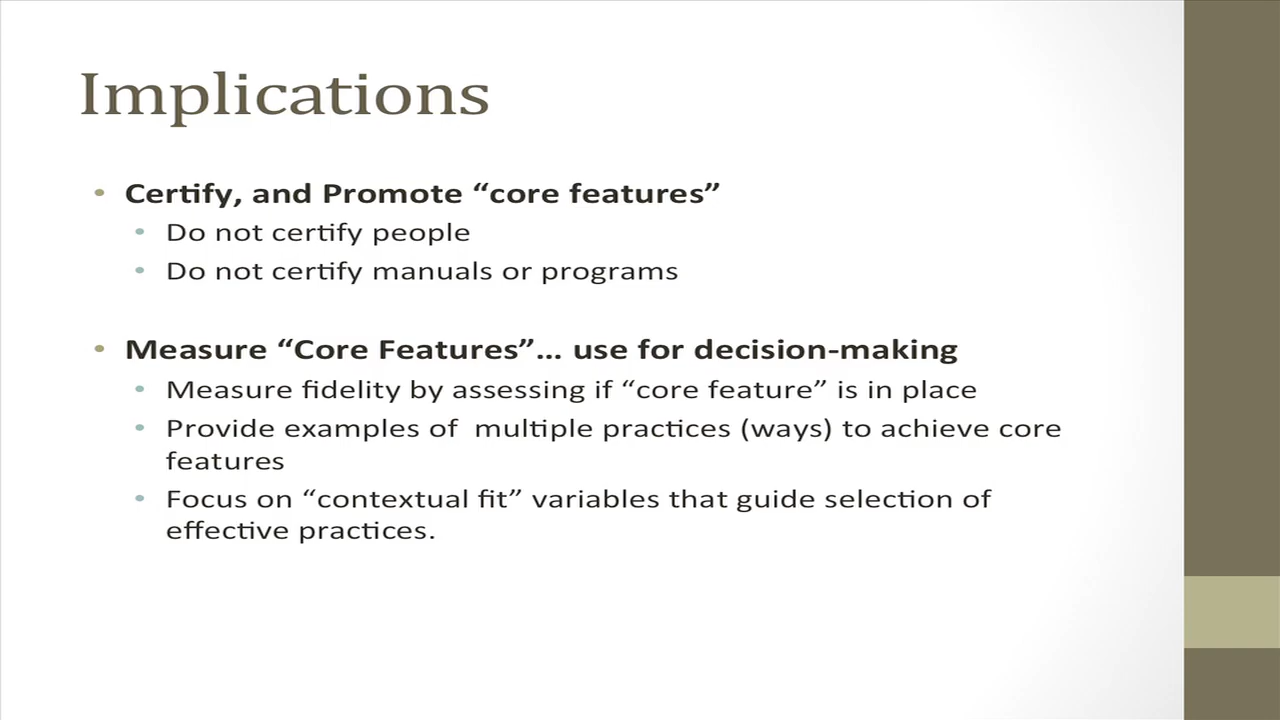 Implications
• Certify, and Promote “core features”
• Do not certify people
• Do not certify manuals or programs
• Measure “Core Features”... use for decision-making
• Measure fidelity by assessing if “core feature” is in place
• Provide examples of  multiple practices (ways) to achieve core
features
• Focus on “contextual fit” variables that guide selection of
effective practices.